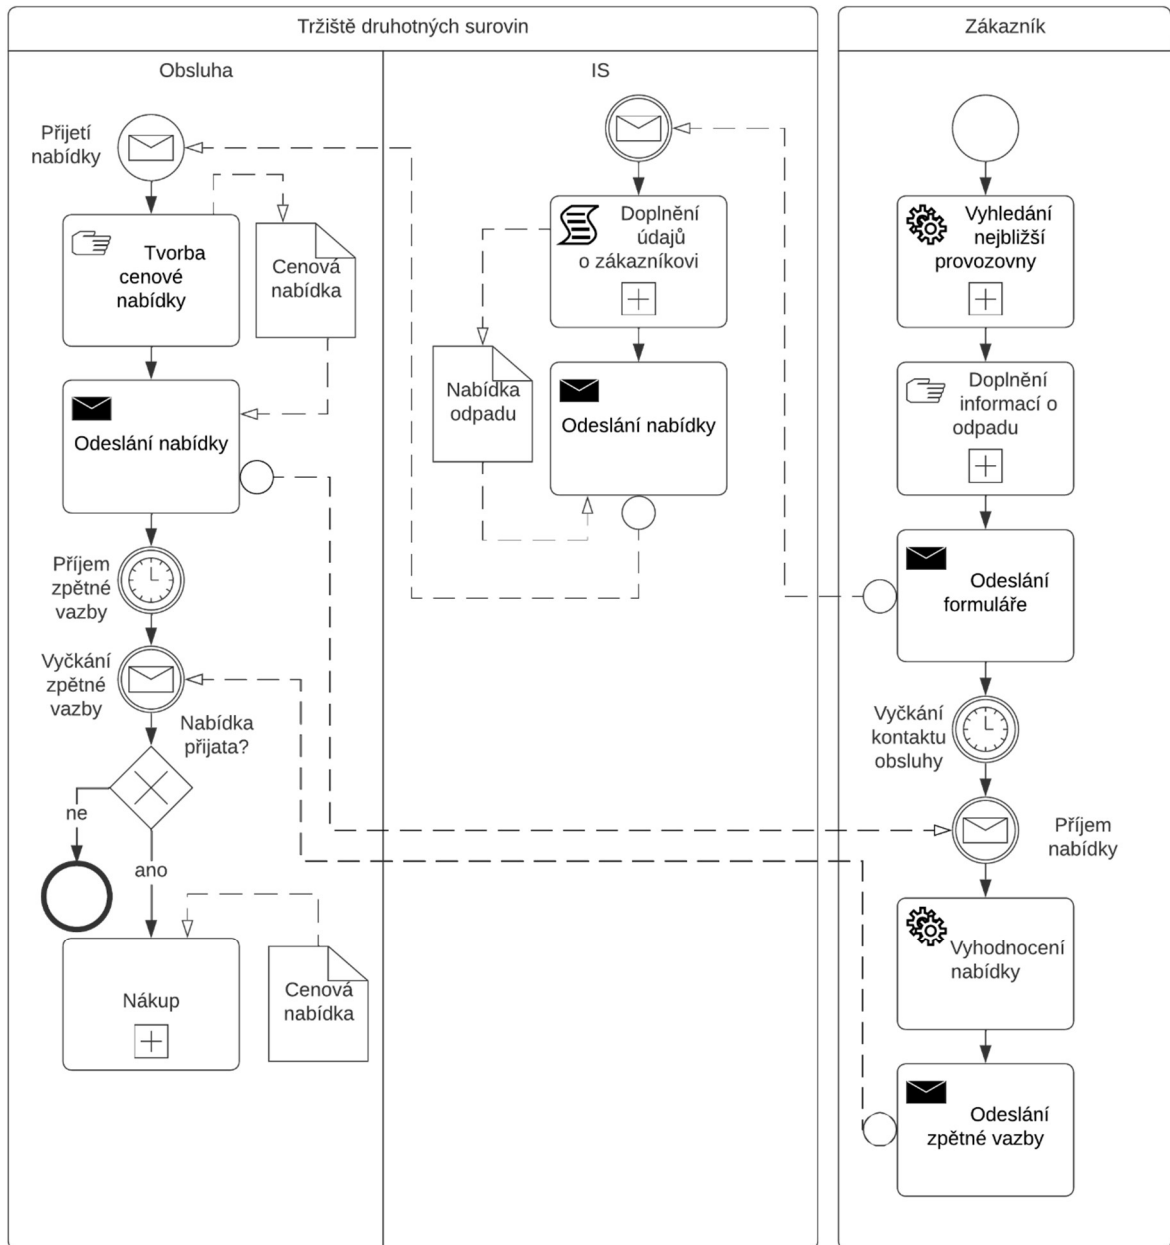 Tržiště druhotných surovin
Zákazník
Obsluha
IS
Přijetí
nabídky
Tvorba
cenové
nabídky
Cenová
nabídka
Odeslání nabídky
Příjem
zpětné
vazby
Vyčkání
zpětné
vazby
Nabídka
přijata?
ne
ano
Nákup
Cenová
nabídka
Doplnění
údajů
o zákazníkovi
Nabídka
odpadu
Odeslání nabídky
Vyhledání
nejbližší
provozovny
Doplnění
informací o
odpadu
Odeslání
formuláře
Vyčkání
kontaktu
obsluhy
Příjem
nabídky
Vyhodnocení
nabídky
Odeslání
zpětné vazby